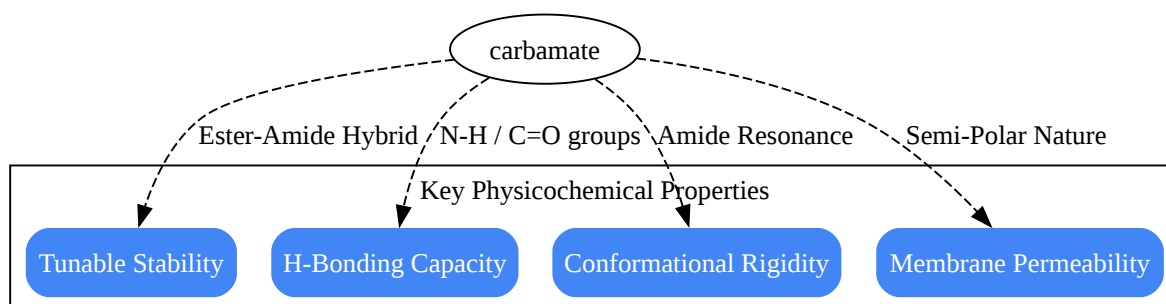 carbamate
Ester-Amide Hybrid
N-H / C=O groups
Amide Resonance
Semi-Polar Nature
Key Physicochemical Properties
Tunable Stability
H-Bonding Capacity
Conformational Rigidity
Membrane Permeability